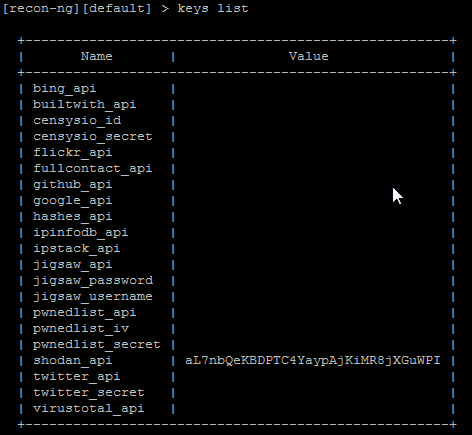 [recon-ng][default] > keys list
+---------------------------------------------------+
| Name | Value |
+---------------------------------------------------+
| bing_api | |
| builtwith_api | |
| censysio_id | |
| censysio_secret | |
| flickr_api | |
| fullcontact_api | |
| github_api | |
| google_api | |
| hashes_api | |
| ipinfodb_api | |
| ipstack_api | |
| jigsaw_api | |
| jigsaw_password | |
| jigsaw_username | |
| pwnedlist_api | |
| pwnedlist_iv | |
| pwnedlist_secret | |
| shodan_api | aL7nbQeKBDPTC4YaypAjKiMR8jXGuWPI |
| twitter_api | |
| twitter_secret | |
| virustotal_api | |
+---------------------------------------------------+